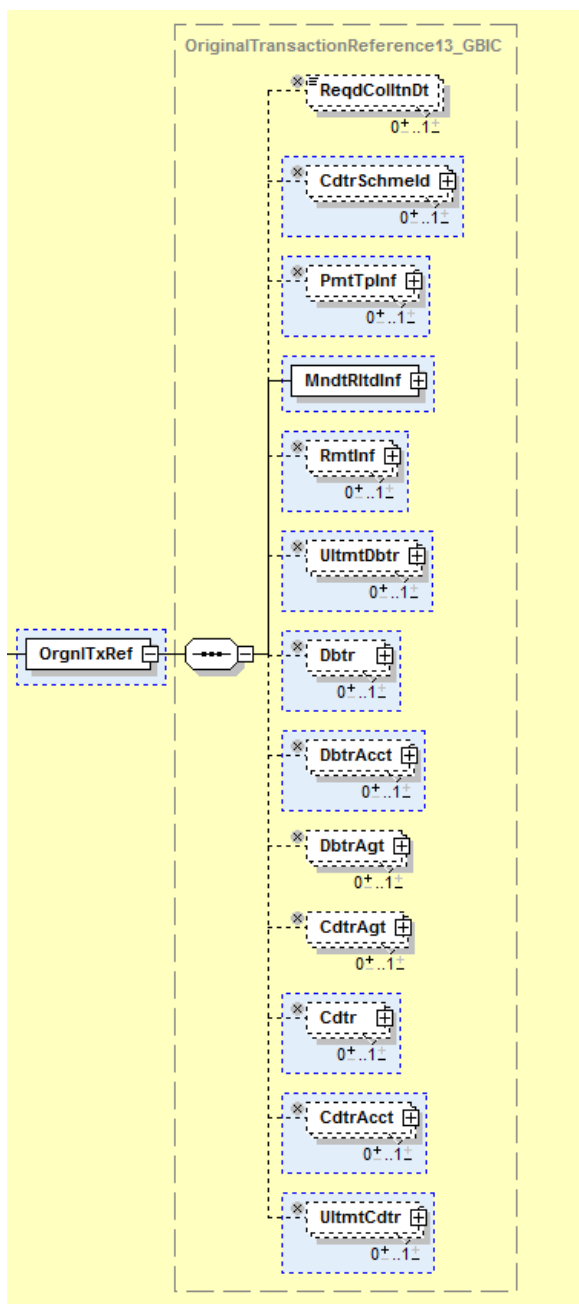 OriginalTransactionReference13_GBIC
ReqdColltnDt
0+..1±
CdtrSchmeId
0±..1±
PmtTpInf
0±..1±
MndtRltdInf
RmtInf
0±..1±
UltmtDbtr
0±..1±
OrgnlTxRef
Dbtr
0±..1±
DbtrAcct
0±..1±
DbtrAgt
0±..1±
CdtrAgt
0±..1±
Cdtr
0±..1±
CdtrAcct
0±..1±
UltmtCdtr
0±..1±